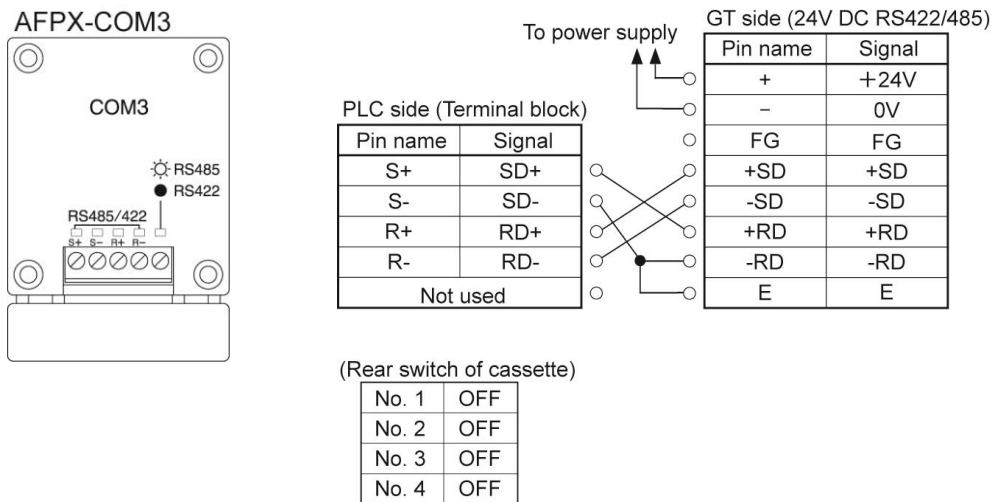 AFPX-COM3
COM3
RS485
RS422
RS485/422
S+ S− R+ R−
To power supply
PLC side (Terminal block)
Pin name Signal
S+ SD+
S- SD-
R+ RD+
R- RD-
Not used
GT side (24V DC RS422/485)
Pin name Signal
+ +24V
− 0V
FG FG
+SD +SD
-SD -SD
+RD +RD
-RD -RD
E E
(Rear switch of cassette)
No. 1 OFF
No. 2 OFF
No. 3 OFF
No. 4 OFF